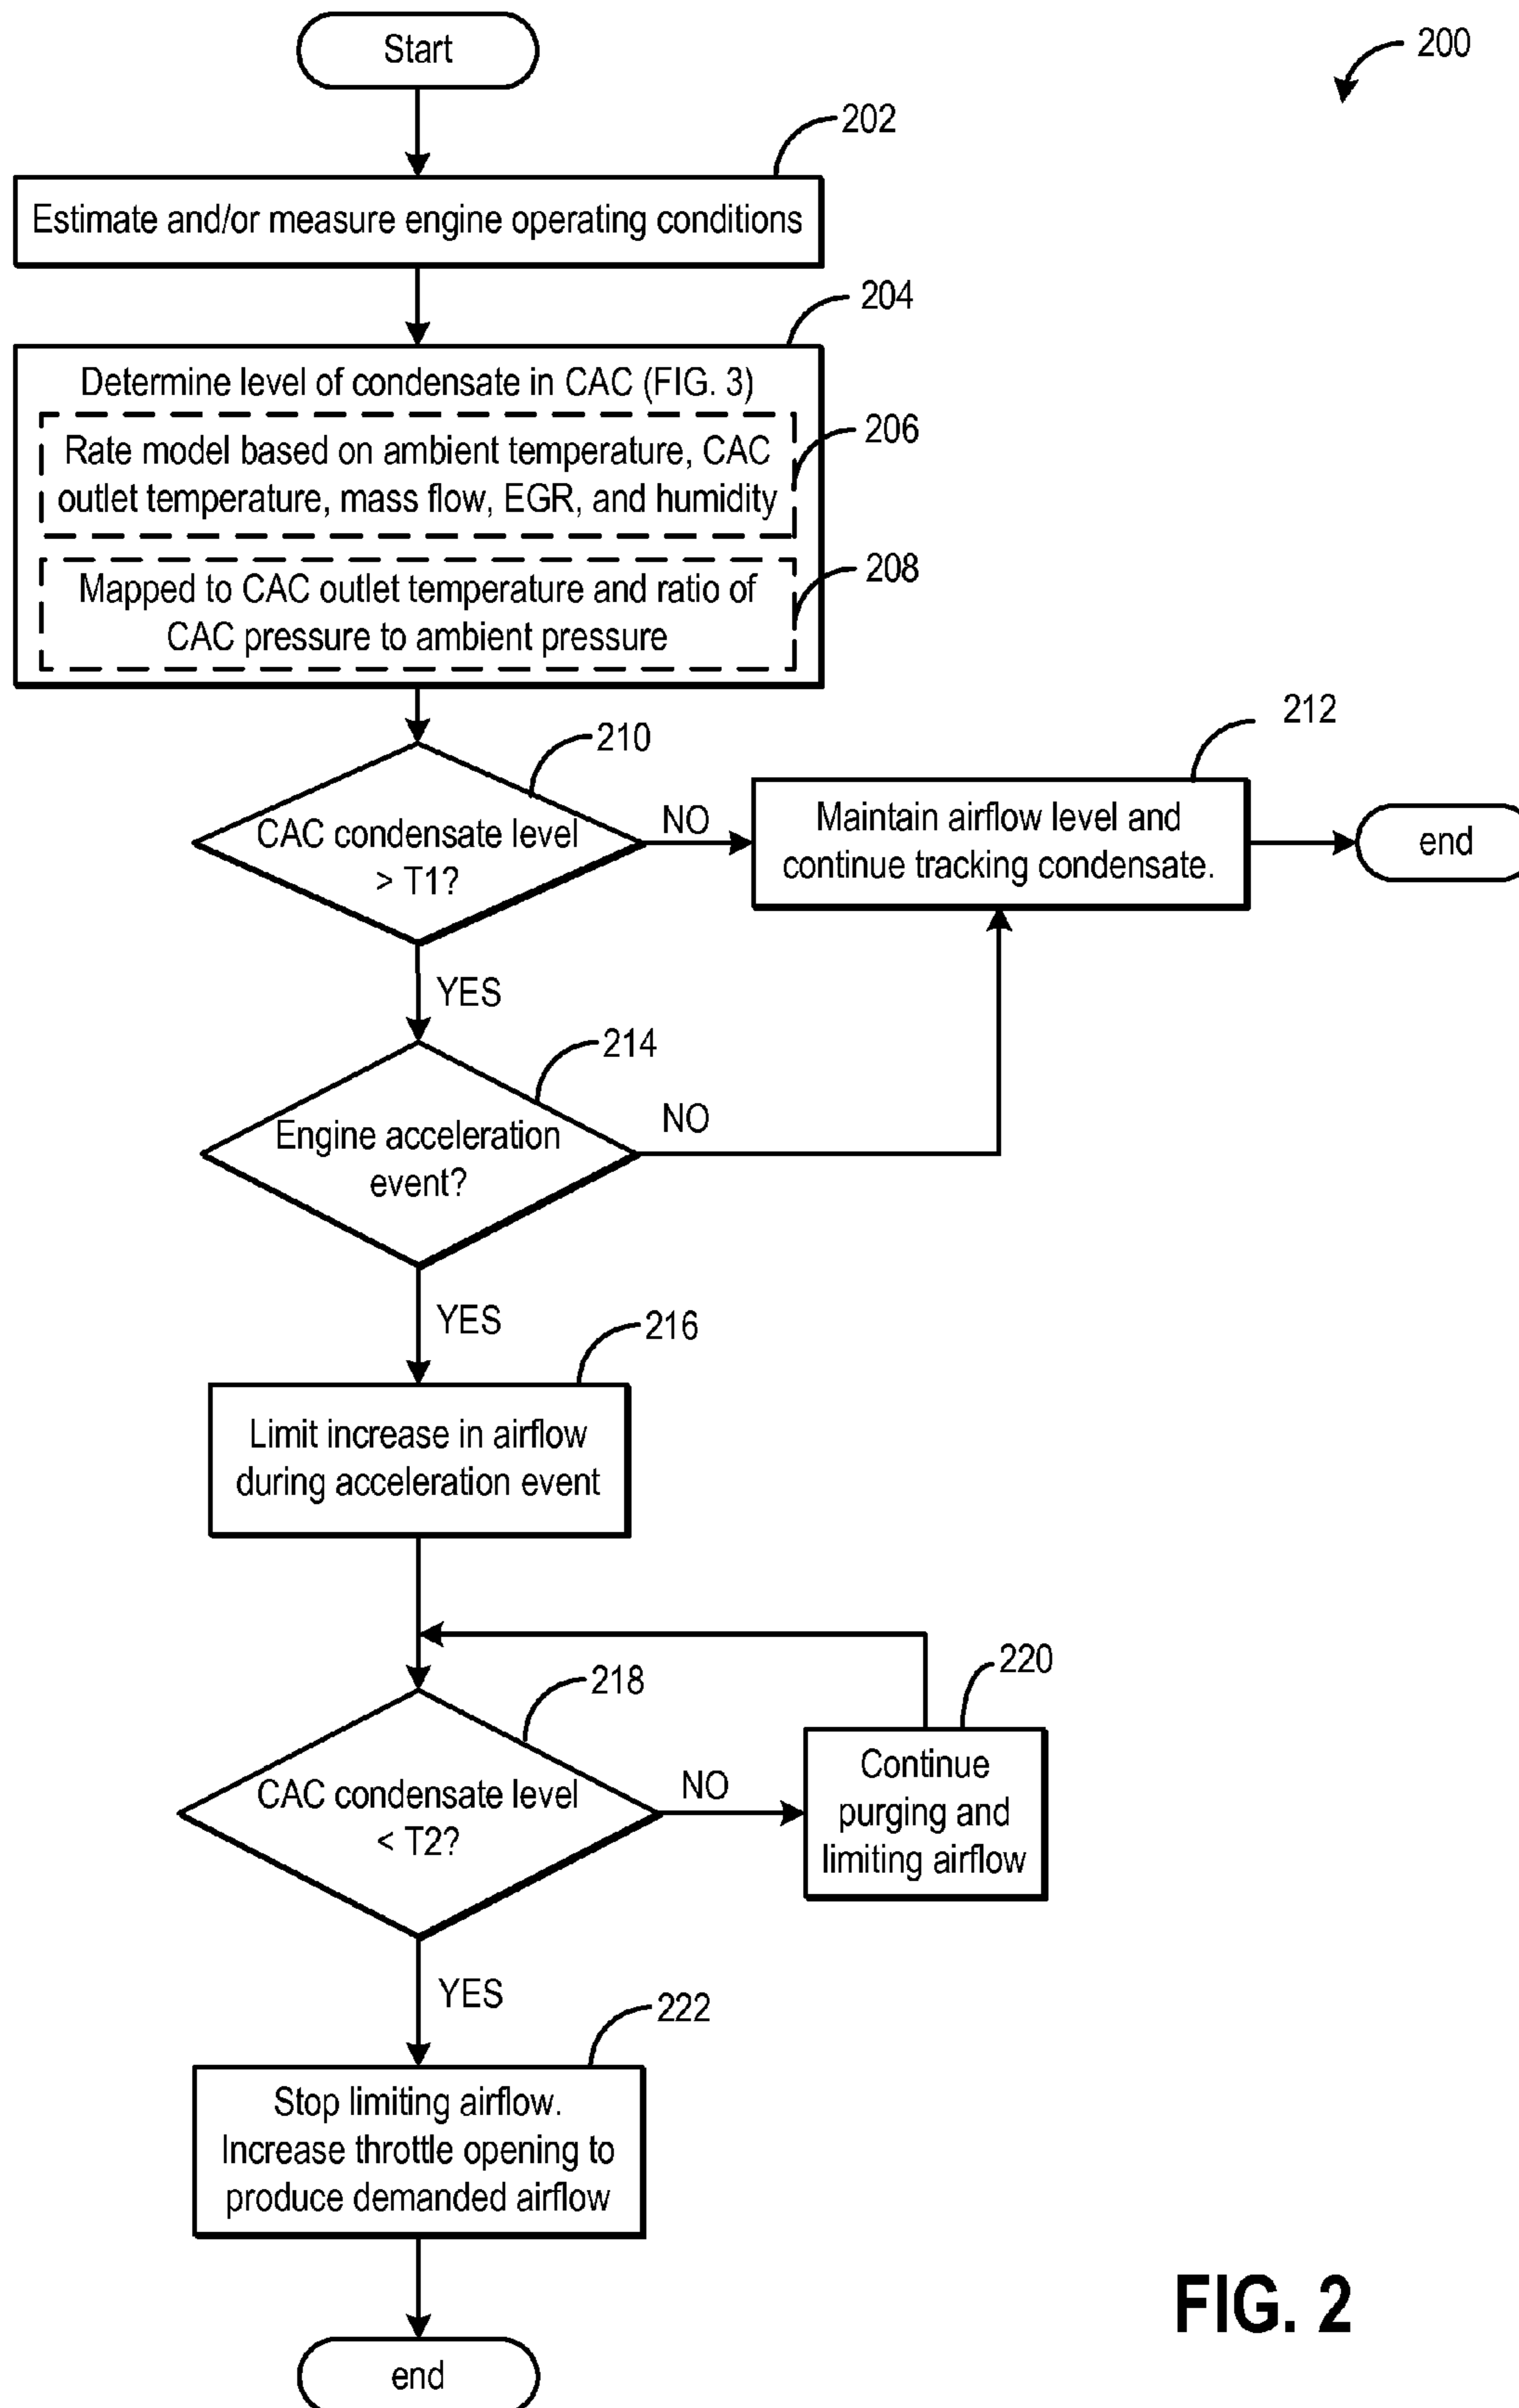 Start
200
202
Estimate and/or measure engine operating conditions
204
Determine level of condensate in CAC (FIG. 3)
206
Rate model based on ambient temperature, CAC
outlet temperature, mass flow, EGR, and humidity
208
Mapped to CAC outlet temperature and ratio of
CAC pressure to ambient pressure
210
CAC condensate level
> T1?
NO
212
Maintain airflow level and
continue tracking condensate.
end
YES
214
Engine acceleration
event?
NO
YES
216
Limit increase in airflow
during acceleration event
218
CAC condensate level
< T2?
NO
220
Continue
purging and
limiting airflow
YES
222
Stop limiting airflow.
Increase throttle opening to
produce demanded airflow
end
FIG. 2